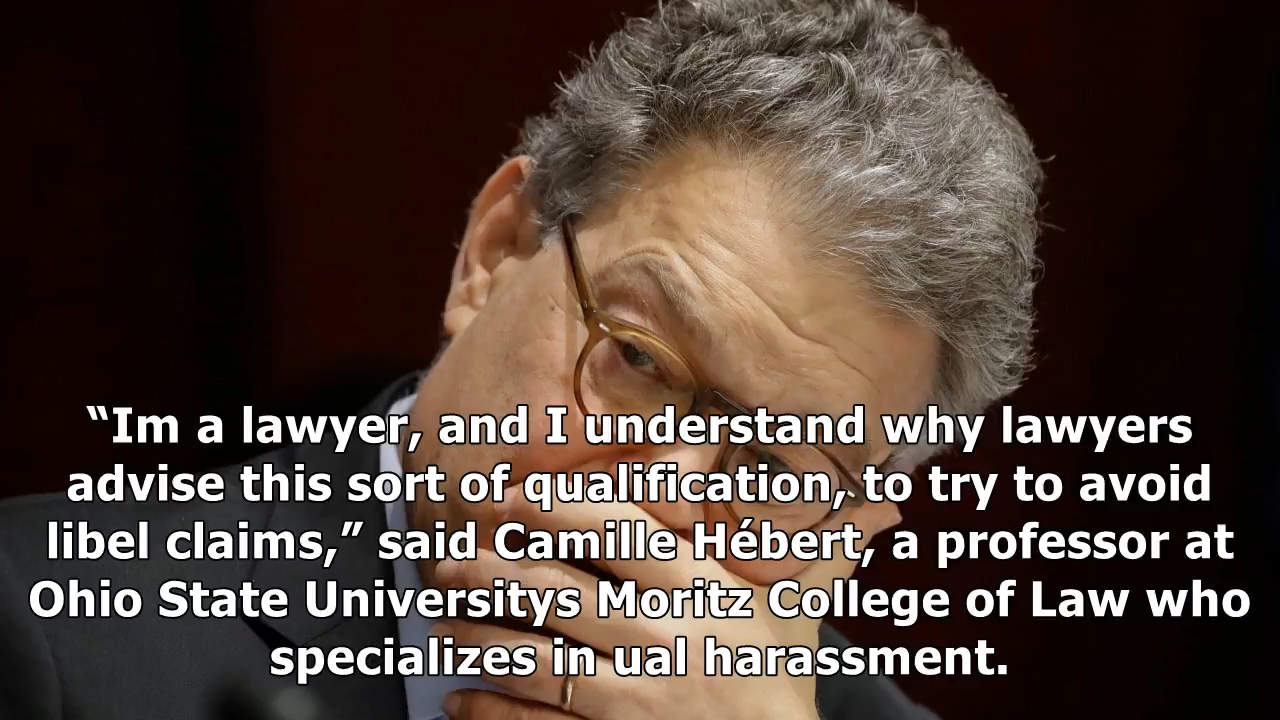 “Im a lawyer, and I understand why lawyers
advise this sort of qualification, to try to avoid
libel claims,” said Camille Hébert, a professor at
Ohio State Universitys Moritz College of Law who
specializes in ual harassment.